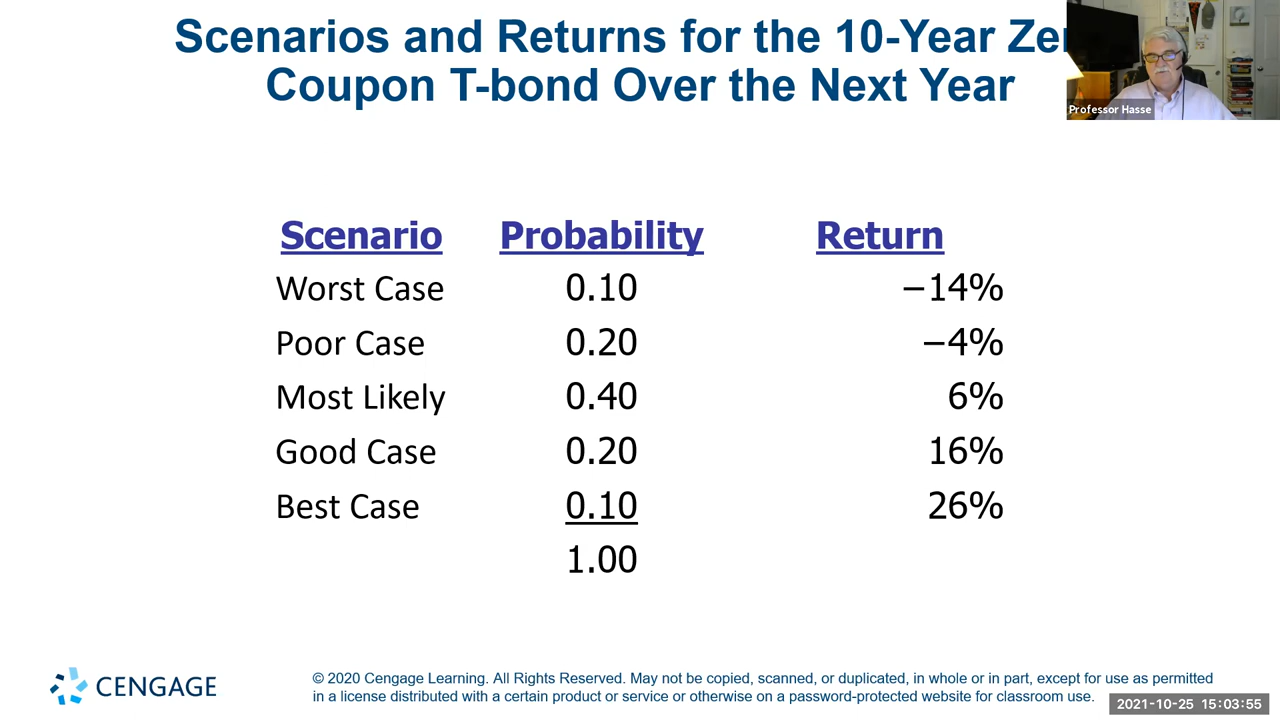 Scenarios and Returns for the 10-Year Ze
Coupon T-bond Over the Next Year
Professor Hasse
Scenario Probability Return
Worst Case 0.10 –14%
Poor Case 0.20 –4%
Most Likely 0.40 6%
Good Case 0.20 16%
Best Case 0.10 26%
1.00
CENGAGE
© 2020 Cengage Learning. All Rights Reserved. May not be copied, scanned, or duplicated, in whole or in part, except for use as permitted
in a license distributed with a certain product or service or otherwise on a password-protected website for classroom use.
2021-10-25 15:03:55